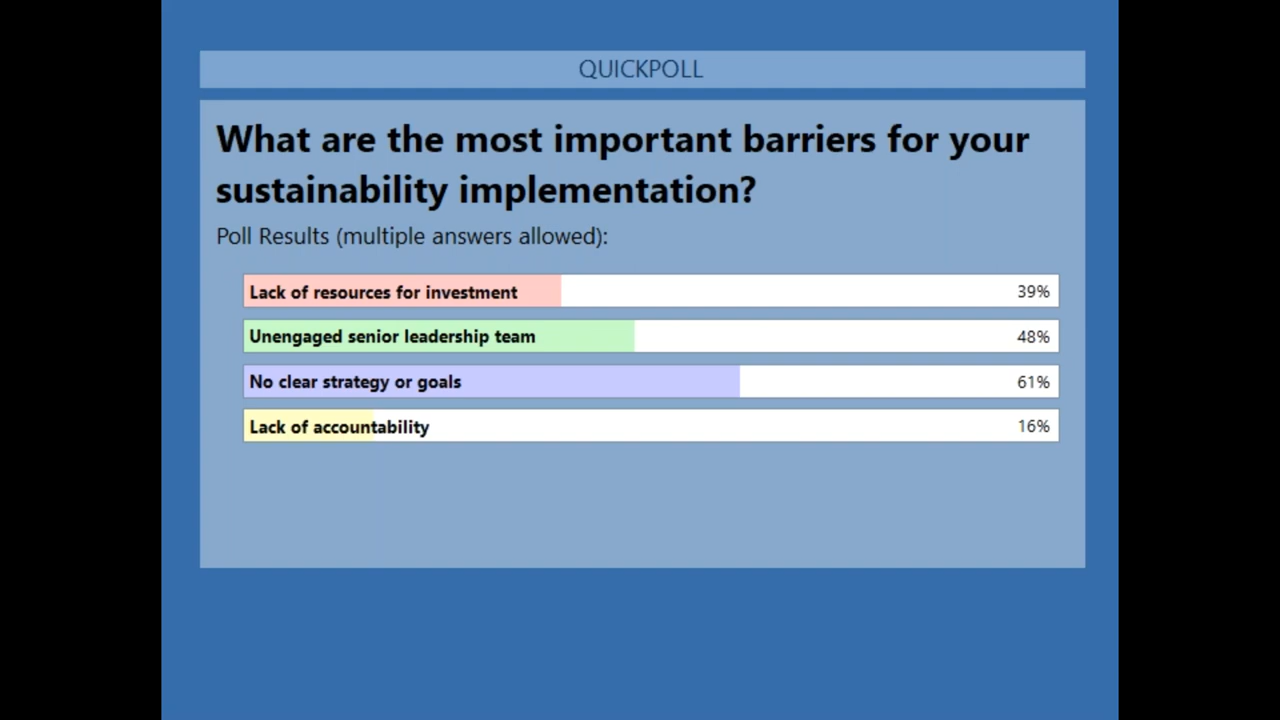 QUICKPOLL
What are the most important barriers for your
sustainability implementation?
Poll Results (multiple answers allowed):
Lack of resources for investment 39%
Unengaged senior leadership team 48%
No clear strategy or goals 61%
Lack of accountability 16%